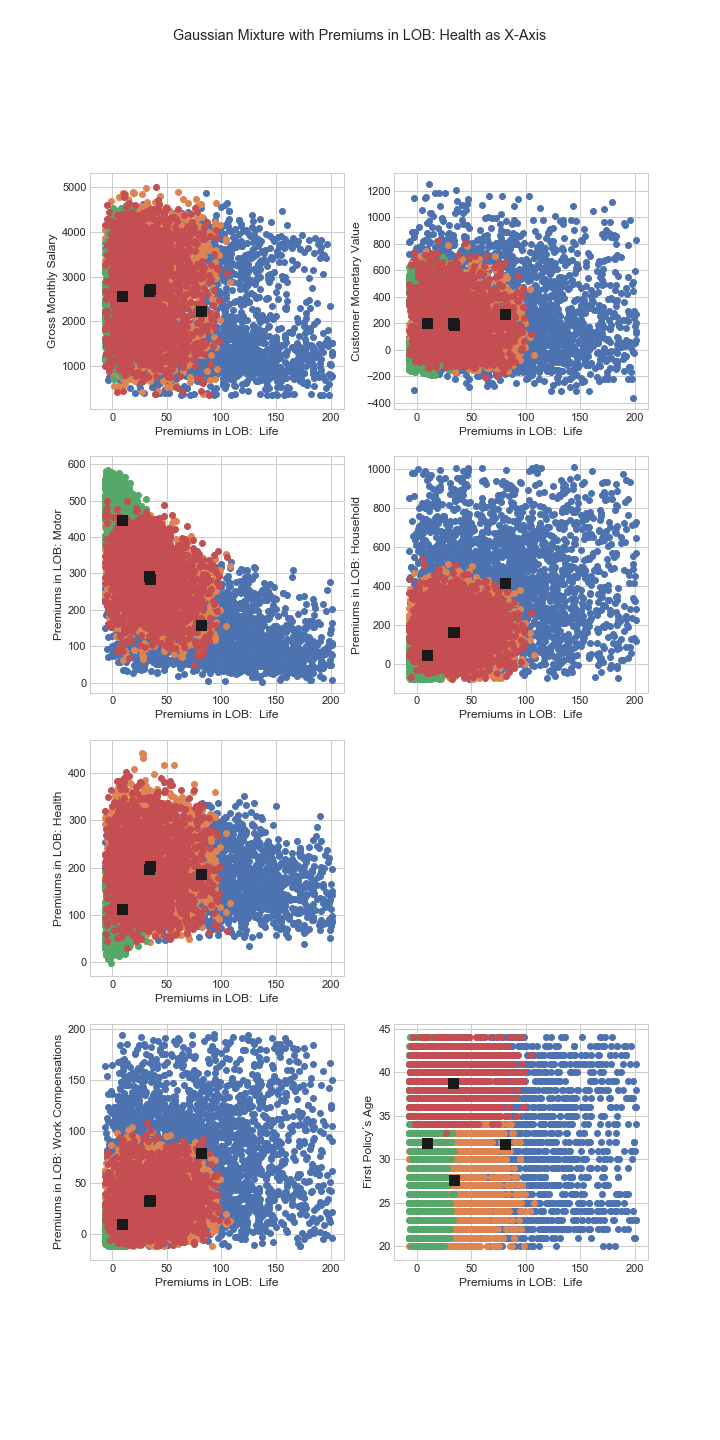 Gaussian Mixture with Premiums in LOB: Health as X-Axis
5000
4000
3000
2000
1000
Gross Monthly Salary
0 50 100 150 200
Premiums in LOB: Life
1200
1000
800
600
400
200
0
−200
−400
Customer Monetary Value
0 50 100 150 200
Premiums in LOB: Life
600
500
400
300
200
100
0
Premiums in LOB: Motor
0 50 100 150 200
Premiums in LOB: Life
1000
800
600
400
200
0
Premiums in LOB: Household
0 50 100 150 200
Premiums in LOB: Life
400
300
200
100
0
Premiums in LOB: Health
0 50 100 150 200
Premiums in LOB: Life
200
150
100
50
0
Premiums in LOB: Work Compensations
0 50 100 150 200
Premiums in LOB: Life
45
40
35
30
25
20
First Policy´s Age
0 50 100 150 200
Premiums in LOB: Life